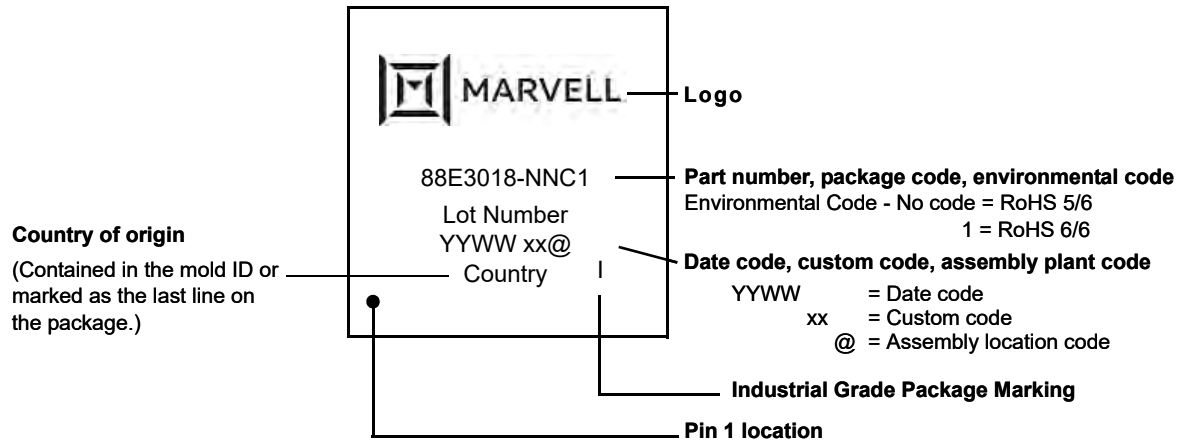 MARVELL
Logo
88E3018-NNC1
Part number, package code, environmental code
Environmental Code - No code = RoHS 5/6
1 = RoHS 6/6
Lot Number
YYWW xx@
Country
I
Country of origin
(Contained in the mold ID or
marked as the last line on
the package.)
Date code, custom code, assembly plant code
YYWW = Date code
xx = Custom code
@ = Assembly location code
Industrial Grade Package Marking
Pin 1 location